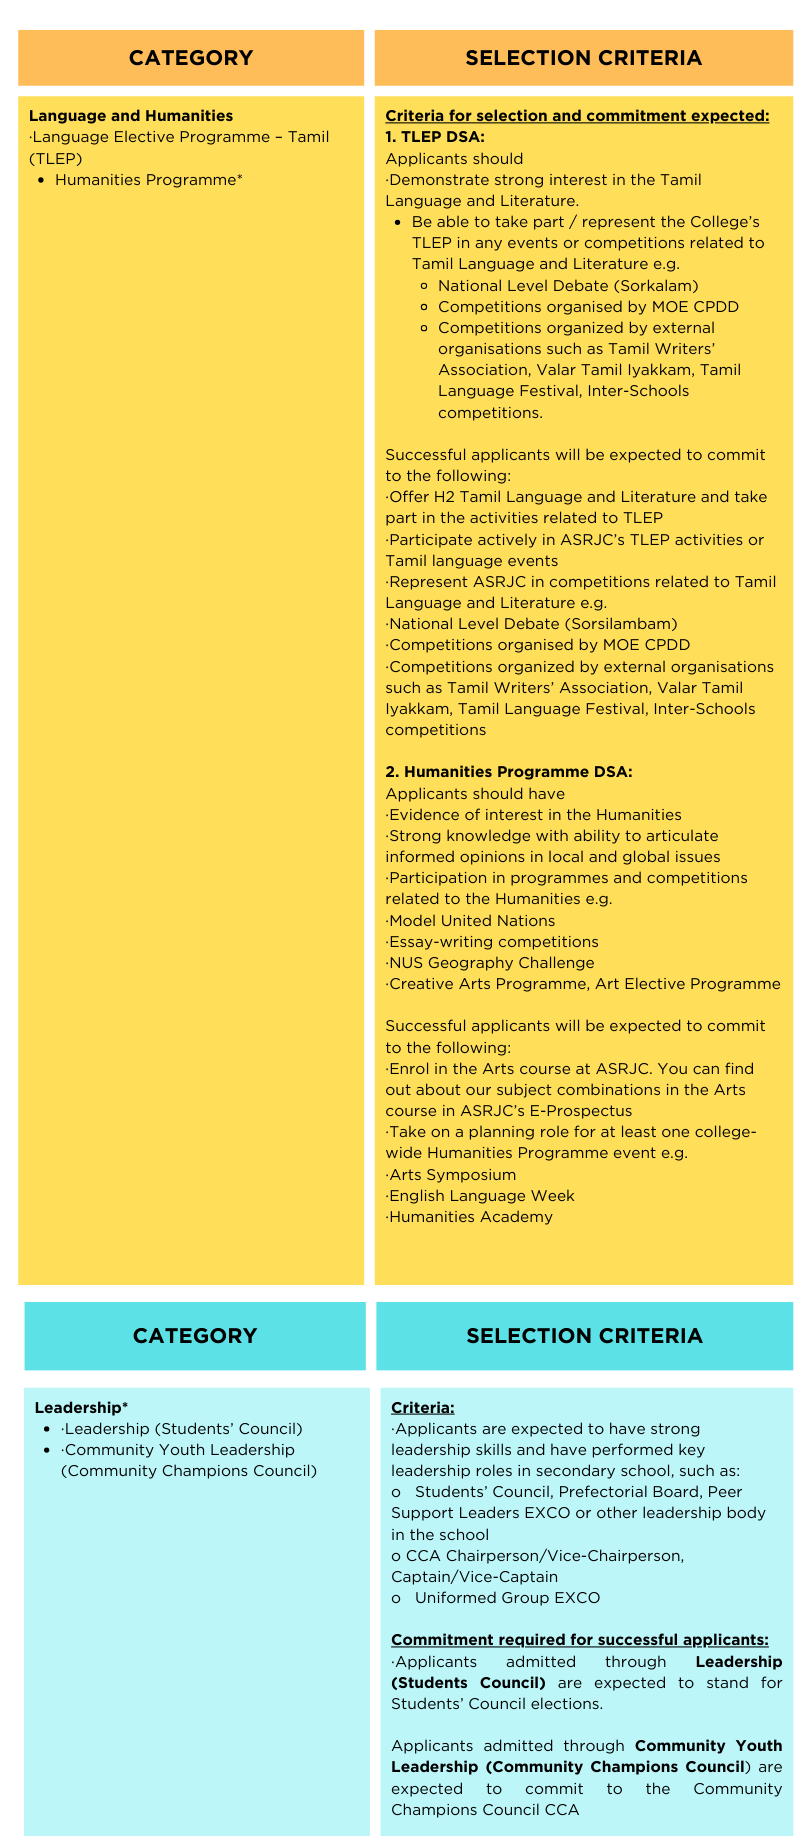 CATEGORY
SELECTION CRITERIA
Language and Humanities
·Language Elective Programme – Tamil
(TLEP)
• Humanities Programme*
Criteria for selection and commitment expected:
1. TLEP DSA:
Applicants should
·Demonstrate strong interest in the Tamil
Language and Literature.
• Be able to take part / represent the College's
TLEP in any events or competitions related to
Tamil Language and Literature e.g.
◦ National Level Debate (Sorkalam)
◦ Competitions organised by MOE CPDD
◦ Competitions organized by external
organisations such as Tamil Writers'
Association, Valar Tamil Iyakkam, Tamil
Language Festival, Inter-Schools
competitions.
Successful applicants will be expected to commit
to the following:
·Offer H2 Tamil Language and Literature and take
part in the activities related to TLEP
·Participate actively in ASRJC's TLEP activities or
Tamil language events
·Represent ASRJC in competitions related to Tamil
Language and Literature e.g.
·National Level Debate (Sorsilambam)
·Competitions organised by MOE CPDD
·Competitions organized by external organisations
such as Tamil Writers' Association, Valar Tamil
Iyakkam, Tamil Language Festival, Inter-Schools
competitions
2. Humanities Programme DSA:
Applicants should have
·Evidence of interest in the Humanities
·Strong knowledge with ability to articulate
informed opinions in local and global issues
·Participation in programmes and competitions
related to the Humanities e.g.
·Model United Nations
·Essay-writing competitions
·NUS Geography Challenge
·Creative Arts Programme, Art Elective Programme
Successful applicants will be expected to commit
to the following:
·Enrol in the Arts course at ASRJC. You can find
out about our subject combinations in the Arts
course in ASRJC's E-Prospectus
·Take on a planning role for at least one college-
wide Humanities Programme event e.g.
·Arts Symposium
·English Language Week
·Humanities Academy
CATEGORY
SELECTION CRITERIA
Leadership*
• ·Leadership (Students' Council)
• ·Community Youth Leadership
(Community Champions Council)
Criteria:
·Applicants are expected to have strong
leadership skills and have performed key
leadership roles in secondary school, such as:
o Students' Council, Prefectorial Board, Peer
Support Leaders EXCO or other leadership body
in the school
o CCA Chairperson/Vice-Chairperson,
Captain/Vice-Captain
o Uniformed Group EXCO
Commitment required for successful applicants:
·Applicants admitted through Leadership
(Students Council) are expected to stand for
Students' Council elections.
Applicants admitted through Community Youth
Leadership (Community Champions Council) are
expected to commit to the Community
Champions Council CCA